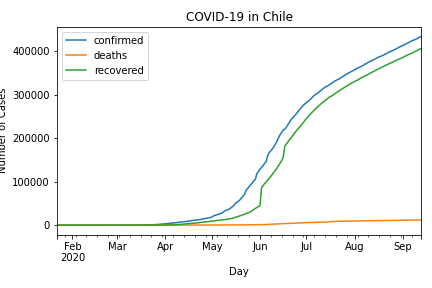 COVID-19 in Chile
confirmed
deaths
recovered
400000
300000
200000
100000
0
Number of Cases
Feb Mar Apr May Jun Jul Aug Sep
2020
Day